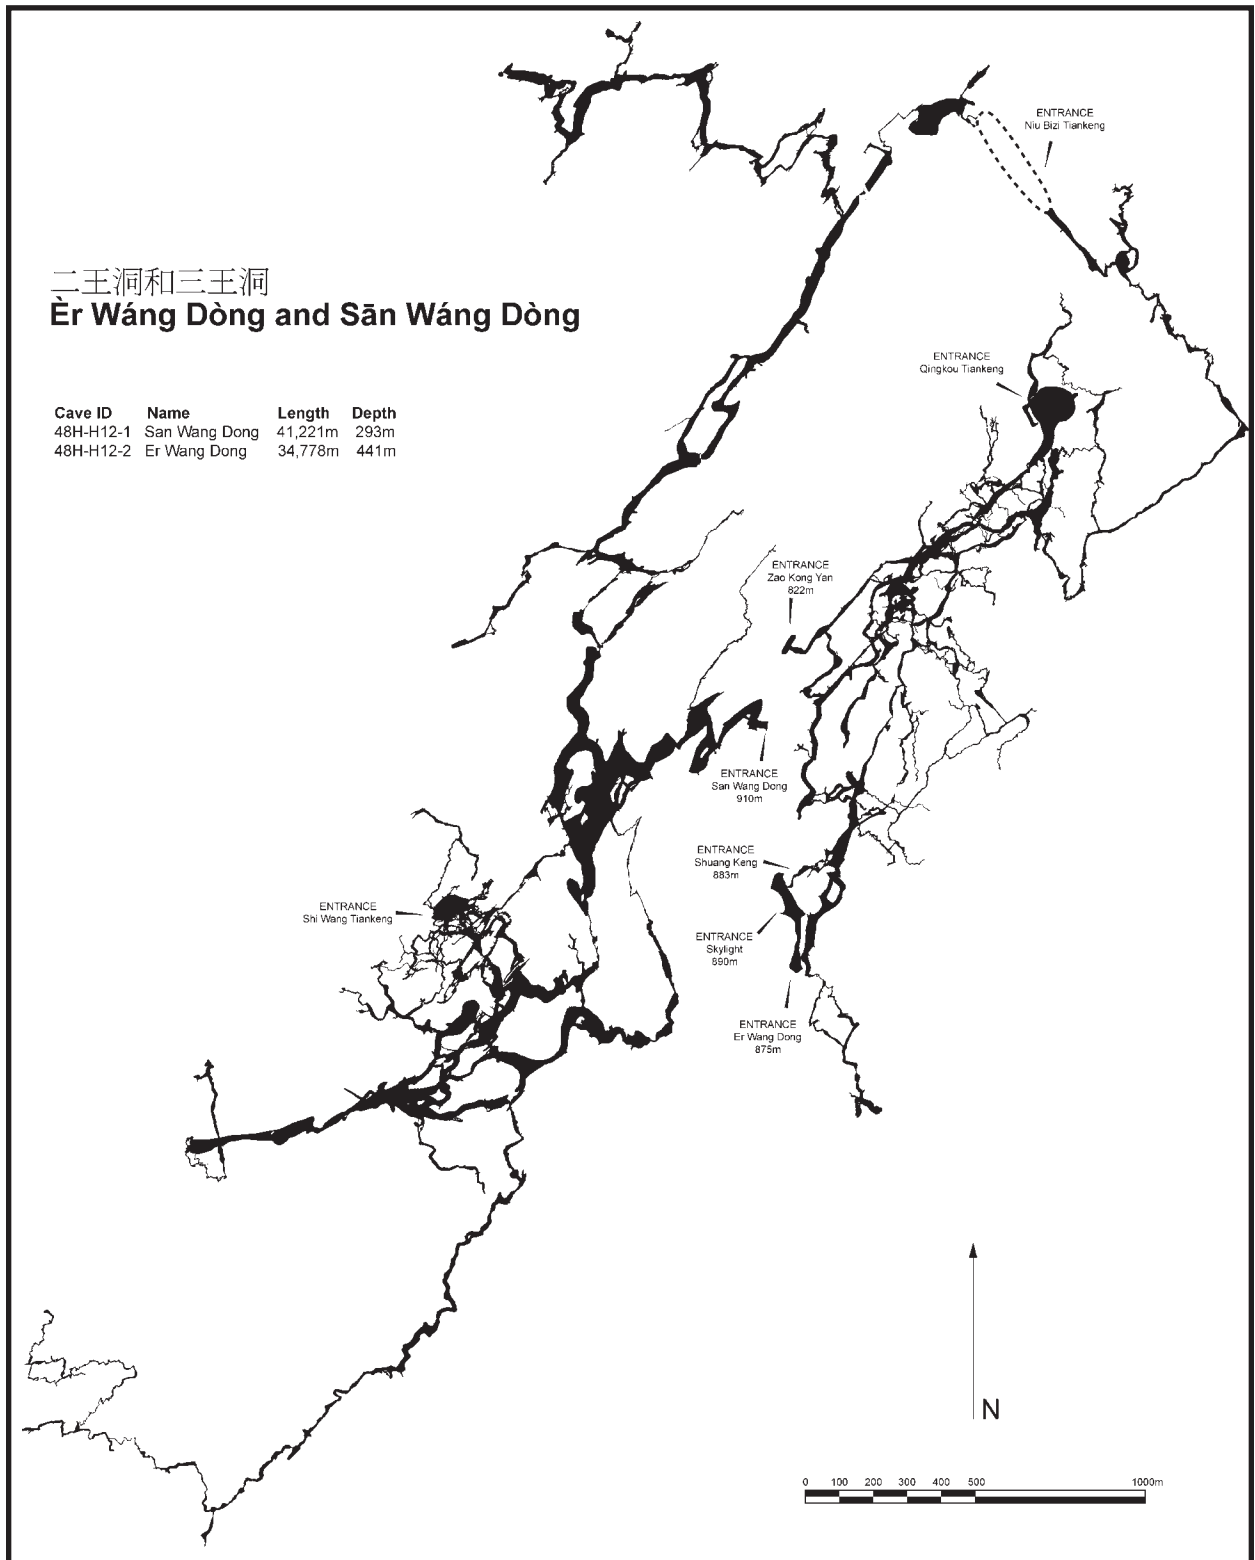 ENTRANCE
Niu Bizi Tiankeng
二王洞和三王洞
Èr Wáng Dòng and Sān Wáng Dòng
ENTRANCE
Qingkou Tiankeng
Cave ID Name Length Depth
48H-H12-1 San Wang Dong 41,221m 293m
48H-H12-2 Er Wang Dong 34,778m 441m
ENTRANCE
Zao Kong Yan
822m
ENTRANCE
San Wang Dong
910m
ENTRANCE
Shuang Keng
883m
ENTRANCE
Shi Wang Tiankeng
ENTRANCE
Skylight
890m
ENTRANCE
Er Wang Dong
875m
N
0 100 200 300 400 500 1000m